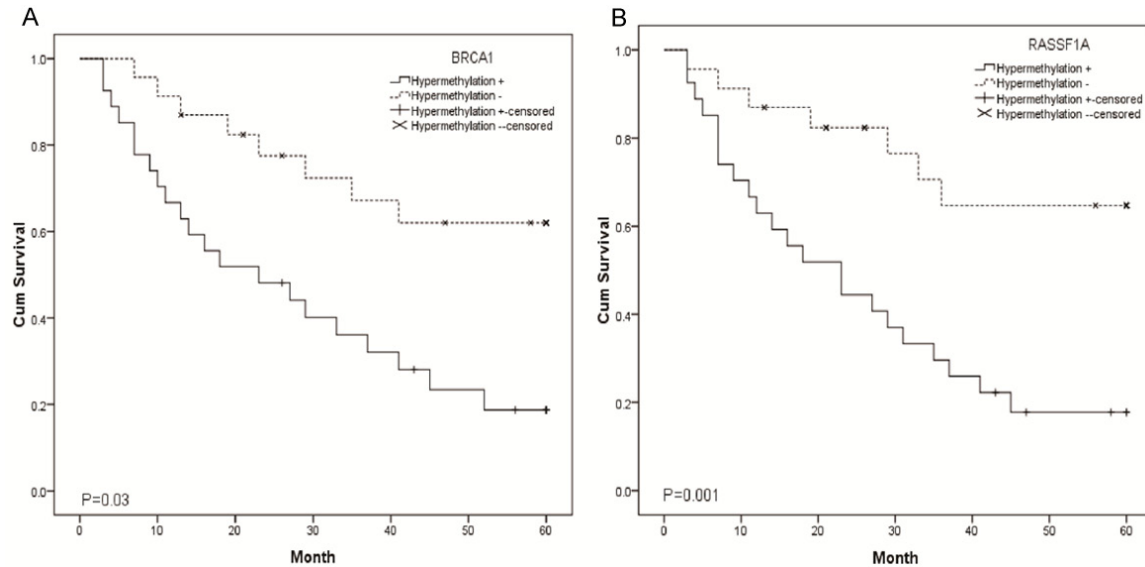 A
BRCA1
Hypermethylation +
Hypermethylation -
Hypermethylation +-censored
Hypermethylation --censored
1.0
0.8
0.6
0.4
0.2
0.0
Cum Survival
P=0.03
0 10 20 30 40 50 60
Month
B
RASSF1A
Hypermethylation +
Hypermethylation -
Hypermethylation +-censored
Hypermethylation --censored
1.0
0.8
0.6
0.4
0.2
0.0
Cum Survival
P=0.001
0 10 20 30 40 50 60
Month